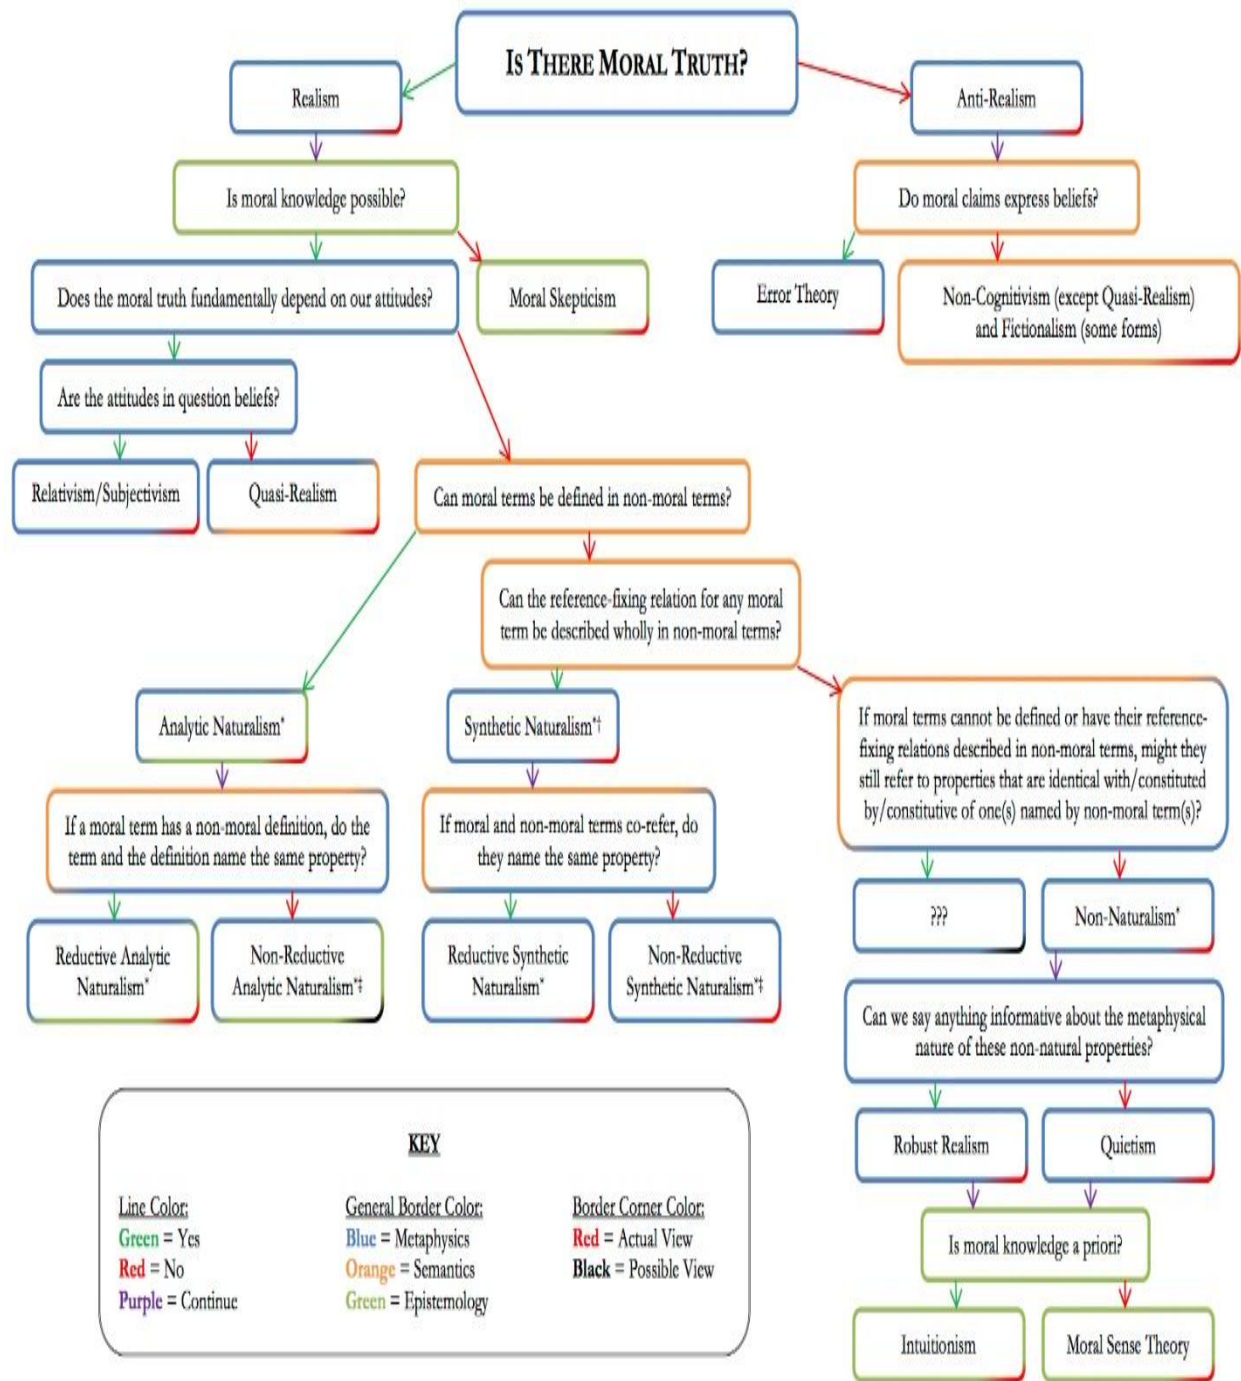 IS THERE MORAL TRUTH?
Realism
Anti-Realism
Is moral knowledge possible?
Do moral claims express beliefs?
Does the moral truth fundamentally depend on our attitudes?
Moral Skepticism
Error Theory
Non-Cognitivism (except Quasi-Realism)
and Fictionalism (some forms)
Are the attitudes in question beliefs?
Relativism/Subjectivism
Quasi-Realism
Can moral terms be defined in non-moral terms?
Can the reference-fixing relation for any moral
term be described wholly in non-moral terms?
Analytic Naturalism*
Synthetic Naturalism*†
If moral terms cannot be defined or have their reference-
fixing relations described in non-moral terms, might they
still refer to properties that are identical with/constituted
by/constitutive of one(s) named by non-moral term(s)?
If a moral term has a non-moral definition, do the
term and the definition name the same property?
If moral and non-moral terms co-refer, do
they name the same property?
???
Non-Naturalism*
Reductive Analytic
Naturalism*
Non-Reductive
Analytic Naturalism*‡
Reductive Synthetic
Naturalism*
Non-Reductive
Synthetic Naturalism*‡
Can we say anything informative about the metaphysical
nature of these non-natural properties?
Robust Realism
Quietism
Is moral knowledge a priori?
Intuitionism
Moral Sense Theory
KEY
Line Color:
Green = Yes
Red = No
Purple = Continue
General Border Color:
Blue = Metaphysics
Orange = Semantics
Green = Epistemology
Border Corner Color:
Red = Actual View
Black = Possible View